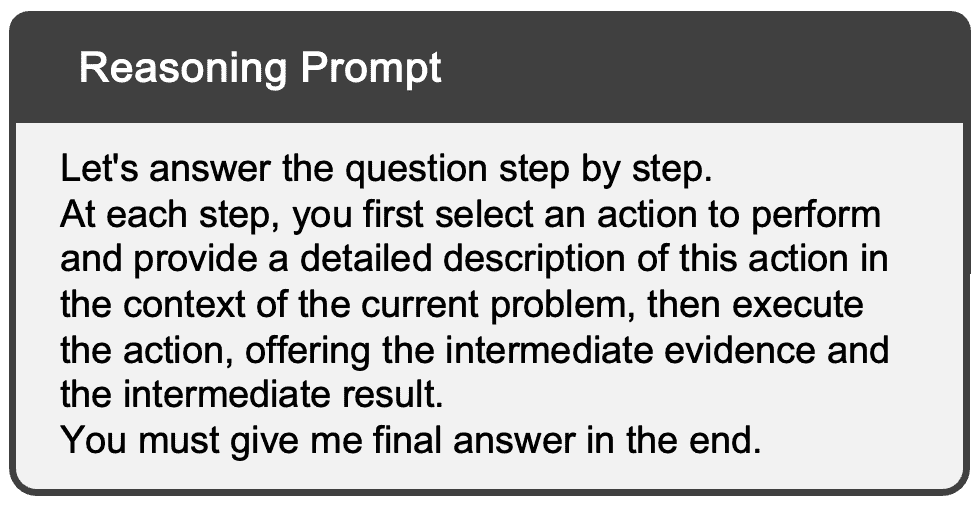 Reasoning Prompt
Let's answer the question step by step.
At each step, you first select an action to perform
and provide a detailed description of this action in
the context of the current problem, then execute
the action, offering the intermediate evidence and
the intermediate result.
You must give me final answer in the end.